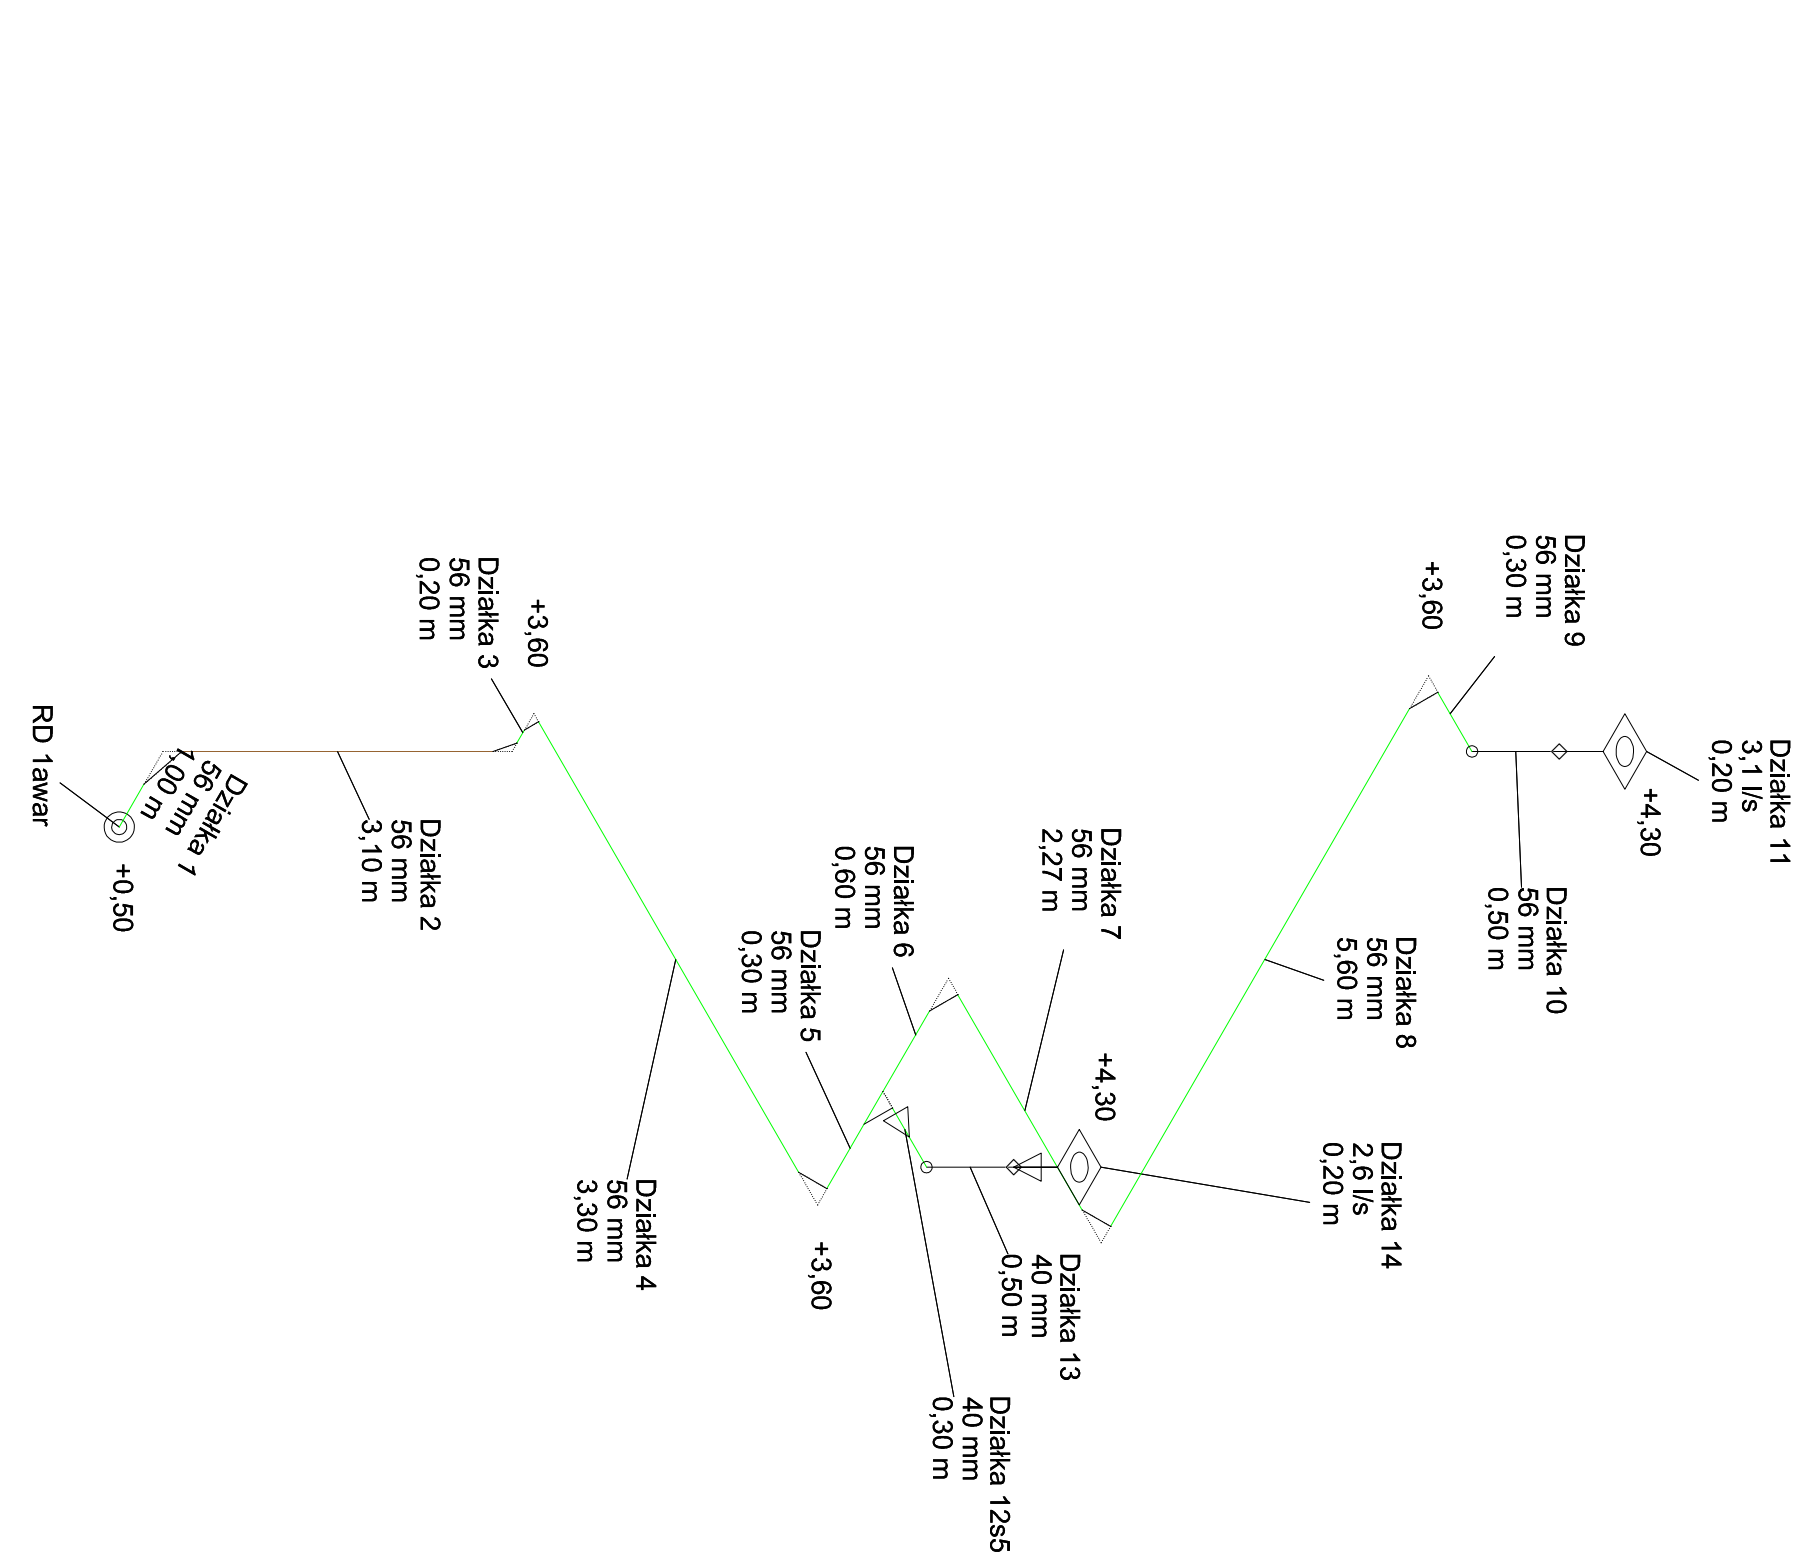 Działka 11
3,1 l/s
0,20 m
+4,30
Działka 9
56 mm
0,30 m
+3,60
Działka 10
56 mm
0,50 m
Działka 8
56 mm
5,60 m
Działka 14
2,6 l/s
0,20 m
+4,30
Działka 7
56 mm
2,27 m
Działka 13
40 mm
0,50 m
Działka 12s5
40 mm
0,30 m
Działka 6
56 mm
0,60 m
Działka 5
56 mm
0,30 m
+3,60
Działka 4
56 mm
3,30 m
+3,60
Działka 3
56 mm
0,20 m
Działka 2
56 mm
3,10 m
Działka 1
56 mm
1,00 m
+0,50
RD 1awar